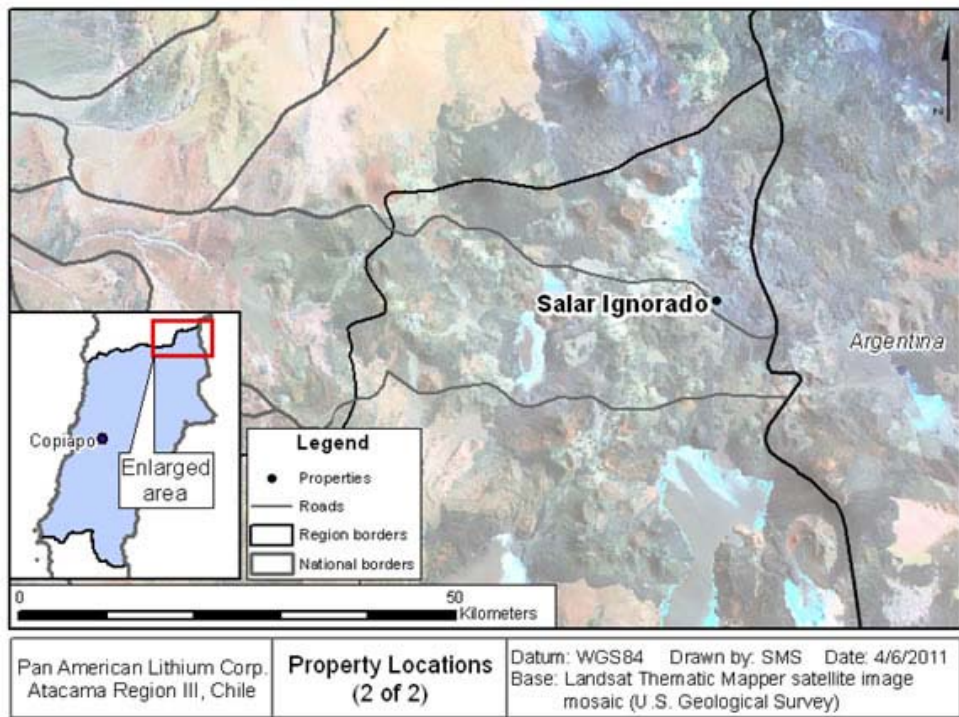 Z
Salar Ignorado
Argentina
Copiapo
Enlarged
area
Legend
Properties
Roads
Region borders
National borders
0
50
Kilometers
Pan American Lithium Corp.
Atacama Region III, Chile
Property Locations
(2 of 2)
Datum: WGS84 Drawn by: SMS Date: 4/6/2011
Base: Landsat Thematic Mapper satellite image
mosaic (U.S. Geological Survey)